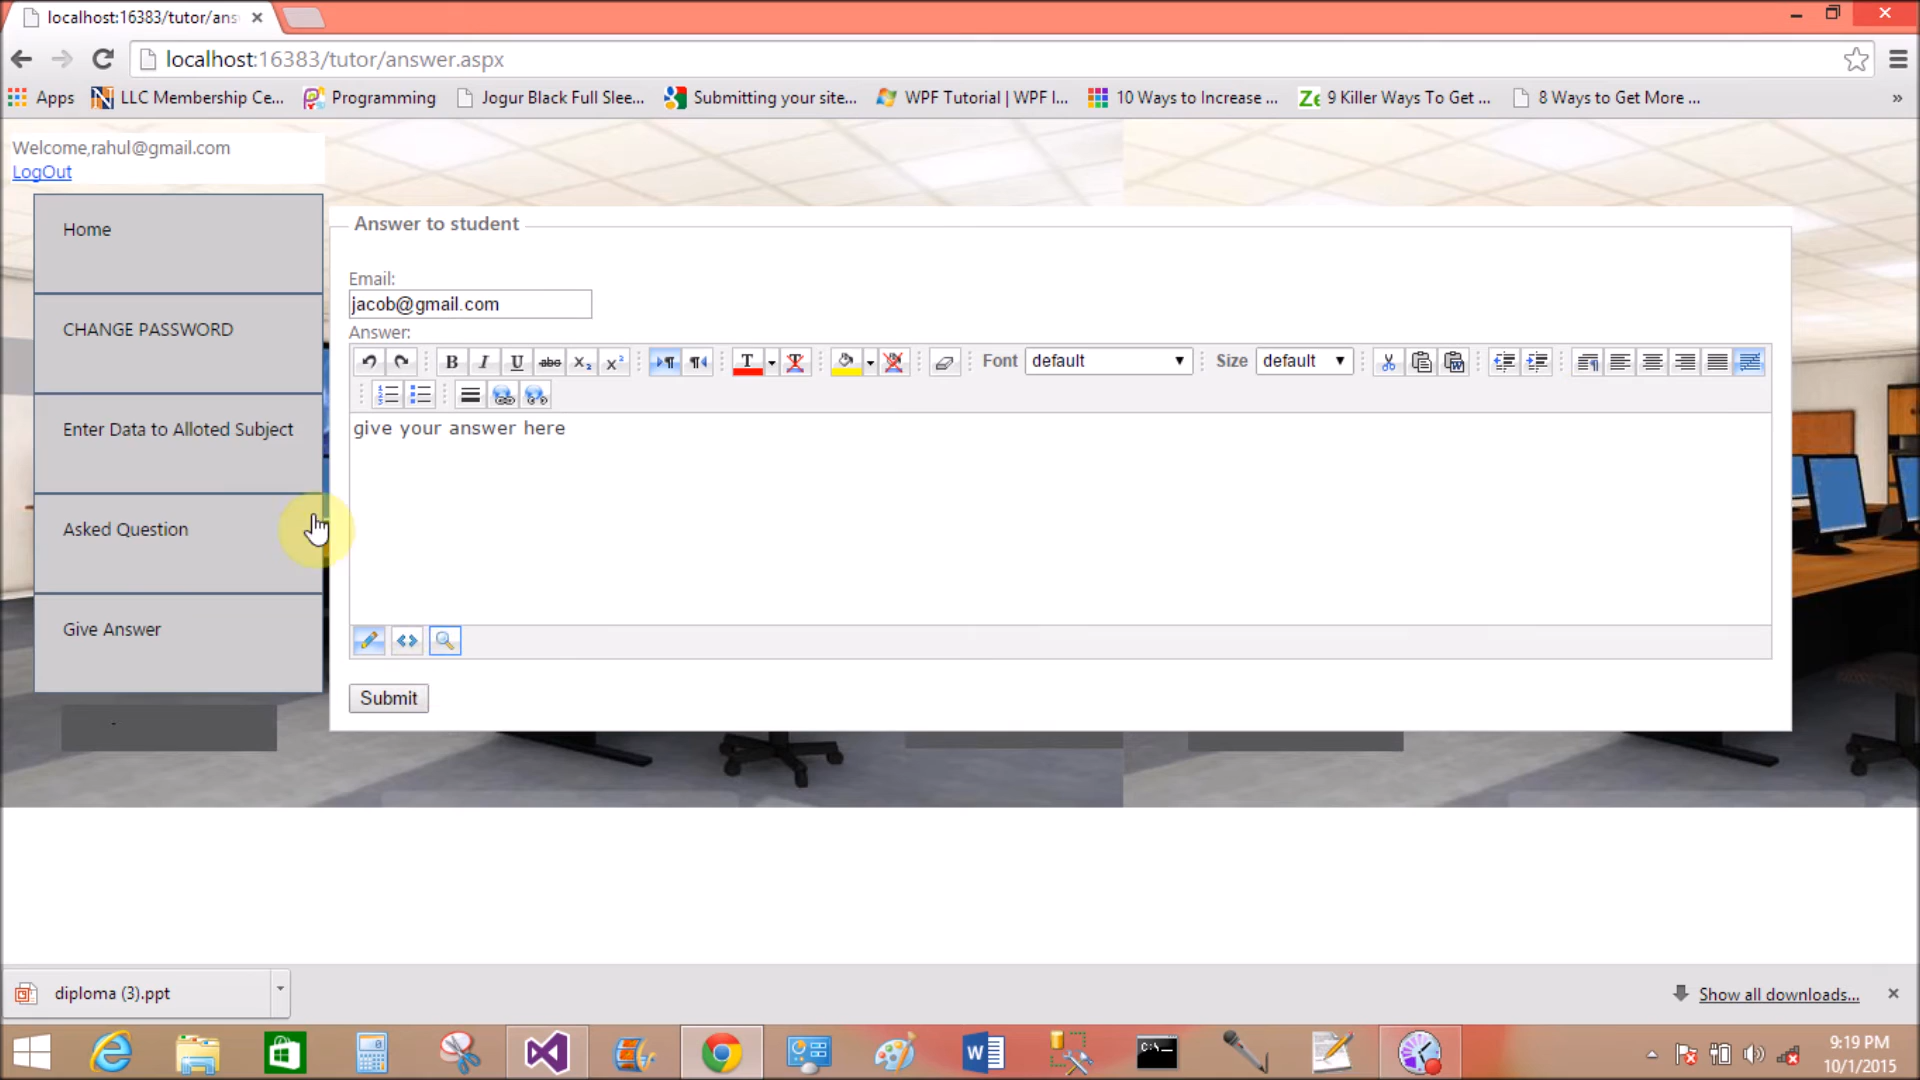 localhost:16383/tutor/ans
localhost:16383/tutor/answer.aspx
Apps LLC Membership Ce... Programming Jogur Black Full Slee... Submitting your site... WPF Tutorial | WPF I... 10 Ways to Increase ... Ze 9 Killer Ways To Get ... 8 Ways to Get More ... »
Welcome,rahul@gmail.com
LogOut
Home
CHANGE PASSWORD
Enter Data to Alloted Subject
Asked Question
Give Answer
Answer to student
Email:
jacob@gmail.com
Answer:
B I U abc X₂ X² T T Font default Size default
give your answer here
Submit
diploma (3).ppt
Show all downloads...
9:19 PM
10/1/2015